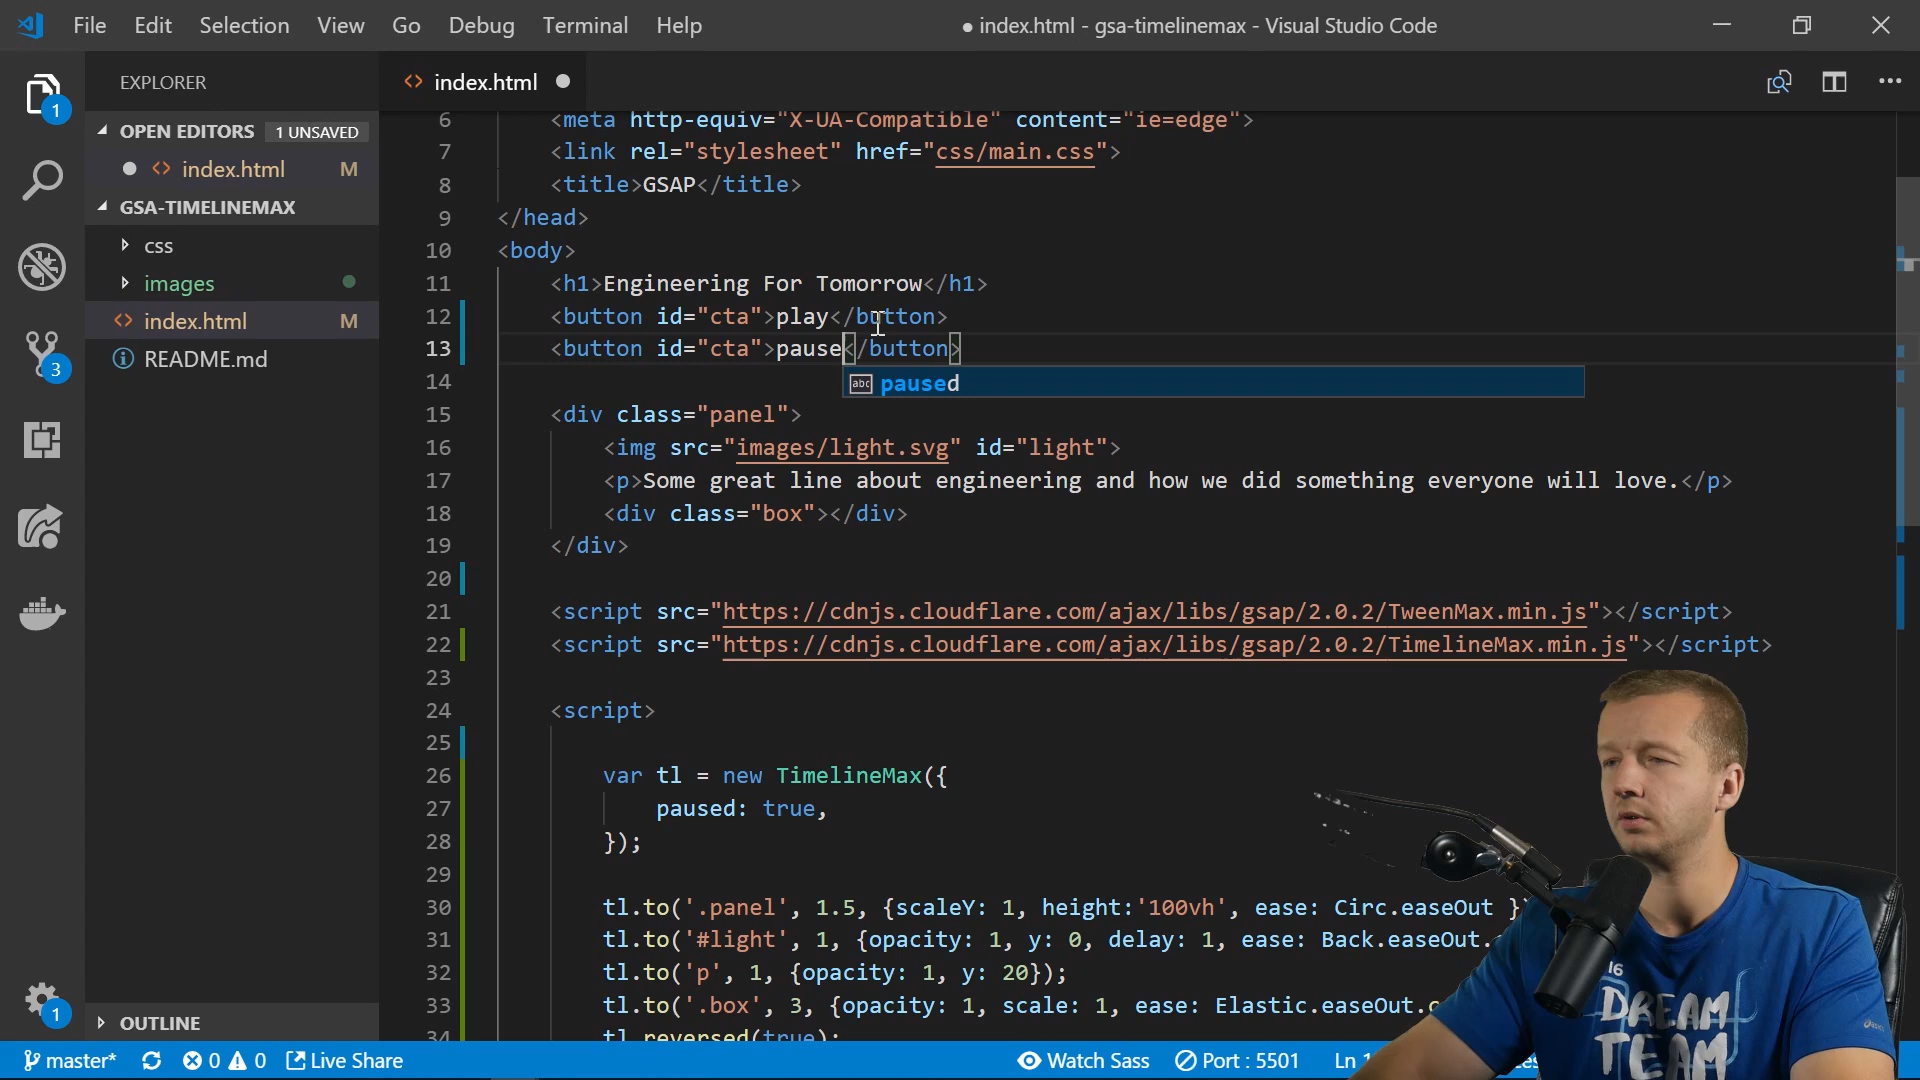 File Edit Selection View Go Debug Terminal Help
● index.html - gsa-timelinemax - Visual Studio Code
EXPLORER
OPEN EDITORS 1 UNSAVED
index.html M
GSA-TIMELINEMAX
css
images
index.html M
README.md
OUTLINE
1
3
1
index.html
6 <meta http-equiv="X-UA-Compatible" content="ie=edge">
7 <link rel="stylesheet" href="css/main.css">
8 <title>GSAP</title>
9 </head>
10 <body>
11 <h1>Engineering For Tomorrow</h1>
12 <button id="cta">play</button>
13 <button id="cta">pause</button>
abc paused
14
15 <div class="panel">
16 <img src="images/light.svg" id="light">
17 <p>Some great line about engineering and how we did something everyone will love.</p>
18 <div class="box"></div>
19 </div>
20
21 <script src="https://cdnjs.cloudflare.com/ajax/libs/gsap/2.0.2/TweenMax.min.js"></script>
22 <script src="https://cdnjs.cloudflare.com/ajax/libs/gsap/2.0.2/TimelineMax.min.js"></script>
23
24 <script>
25
26 var tl = new TimelineMax({
27 paused: true,
28 });
29
30 tl.to('.panel', 1.5, {scaleY: 1, height:'100vh', ease: Circ.easeOut }
31 tl.to('#light', 1, {opacity: 1, y: 0, delay: 1, ease: Back.easeOut.
32 tl.to('p', 1, {opacity: 1, y: 20});
33 tl.to('.box', 3, {opacity: 1, scale: 1, ease: Elastic.easeOut.c
34 tl.reversed(true);
16
DREAM
TEAM
master* 0 0 Live Share
Watch Sass Port : 5501